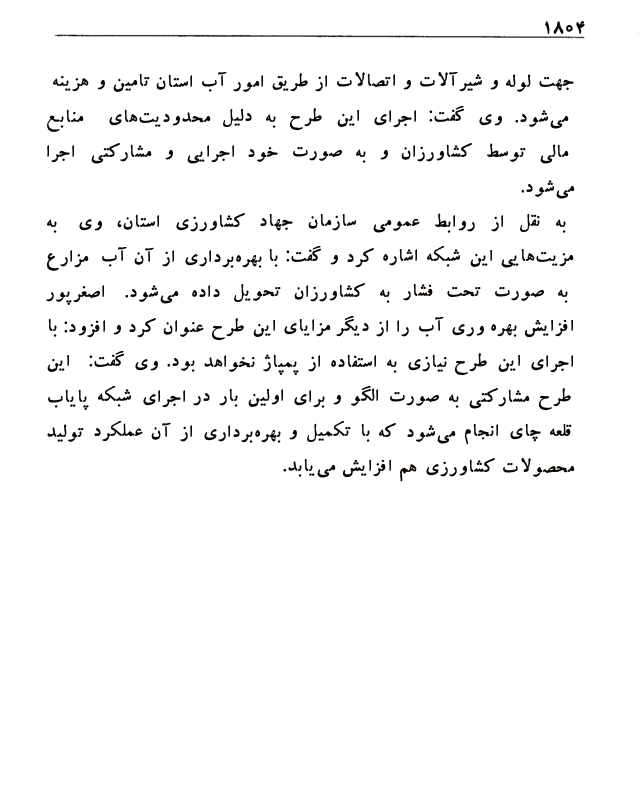 ۱۸۰۴
جهت لوله و شیرآلات و اتصالات از طریق امور آب استان تامین و هزینه
می‌شود. وی گفت: اجرای این طرح به دلیل محدودیت‌های منابع
مالی توسط کشاورزان و به صورت خود اجرایی و مشارکتی اجرا
می‌شود.
به نقل از روابط عمومی سازمان جهاد کشاورزی استان، وی به
مزیت‌هایی این شبکه اشاره کرد و گفت: با بهره‌برداری از آن آب مزارع
به صورت تحت فشار به کشاورزان تحویل داده می‌شود. اصغرپور
افزایش بهره وری آب را از دیگر مزایای این طرح عنوان کرد و افزود: با
اجرای این طرح نیازی به استفاده از پمپاژ نخواهد بود. وی گفت: این
طرح مشارکتی به صورت الگو و برای اولین بار در اجرای شبکه پایاب
قلعه چای انجام می‌شود که با تکمیل و بهره‌برداری از آن عملکرد تولید
محصولات کشاورزی هم افزایش می‌یابد.